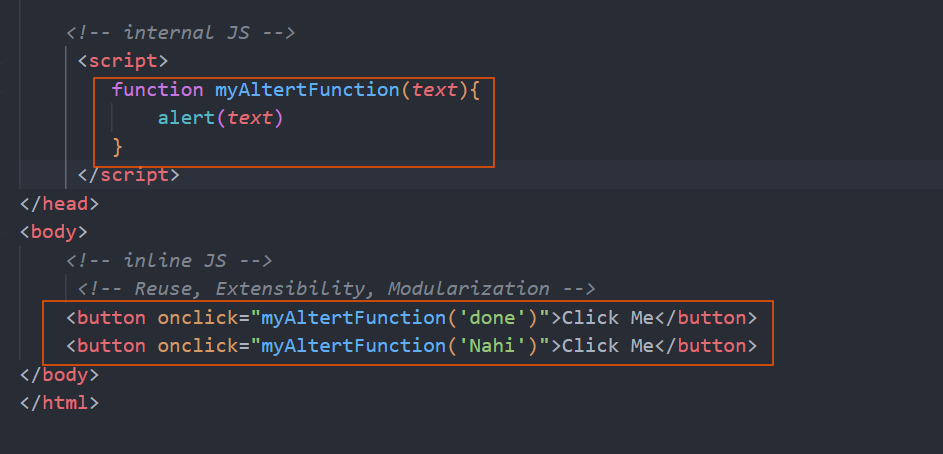 <!-- internal JS -->
<script>
function myAltertFunction(text){
alert(text)
}
</script>
</head>
<body>
<!-- inline JS -->
<!-- Reuse, Extensibility, Modularization -->
<button onclick="myAltertFunction('done')">Click Me</button>
<button onclick="myAltertFunction('Nahi')">Click Me</button>
</body>
</html>